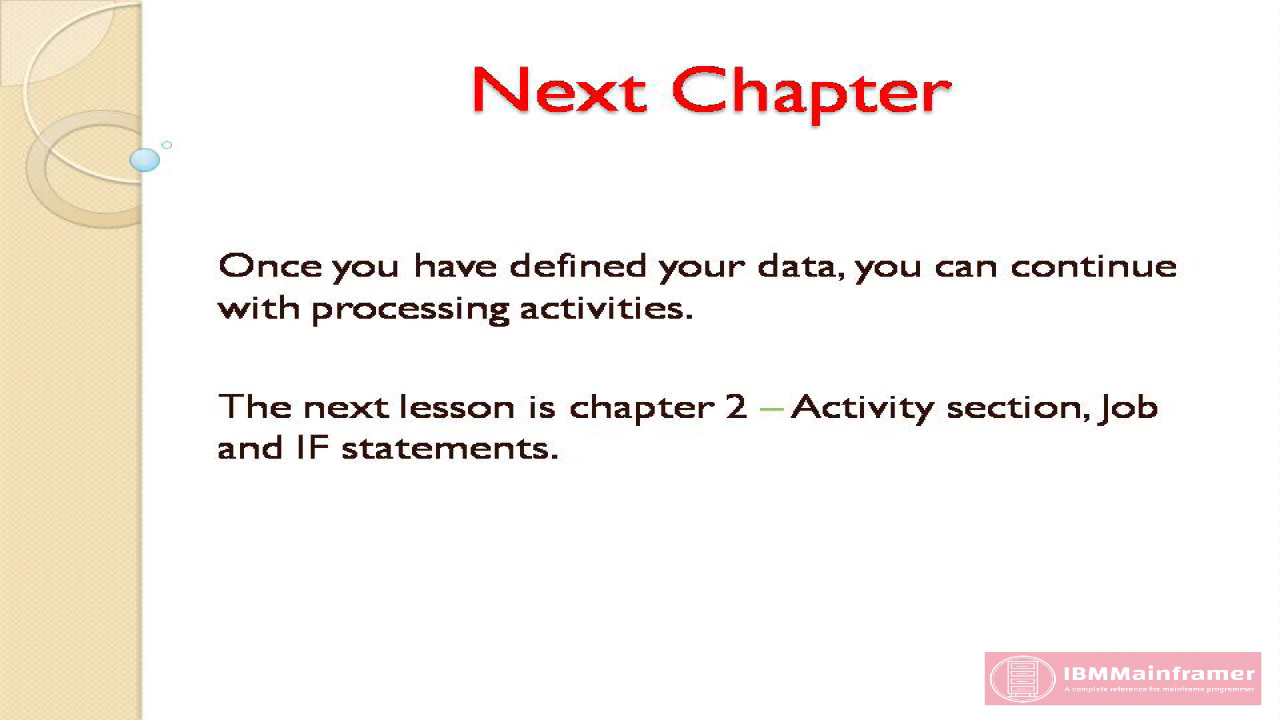 Next Chapter
Once you have defined your data, you can continue
with processing activities.
The next lesson is chapter 2 – Activity section, Job
and IF statements.
IBMMainframer
A complete reference for mainframe programmer